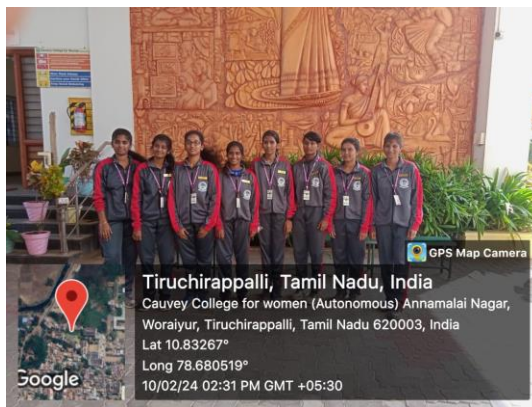 GPS Map Camera
Tiruchirappalli, Tamil Nadu, India
Cauvey College for women (Autonomous) Annamalai Nagar,
Woraiyur, Tiruchirappalli, Tamil Nadu 620003, India
Lat 10.83267°
Long 78.680519°
10/02/24 02:31 PM GMT +05:30
Google